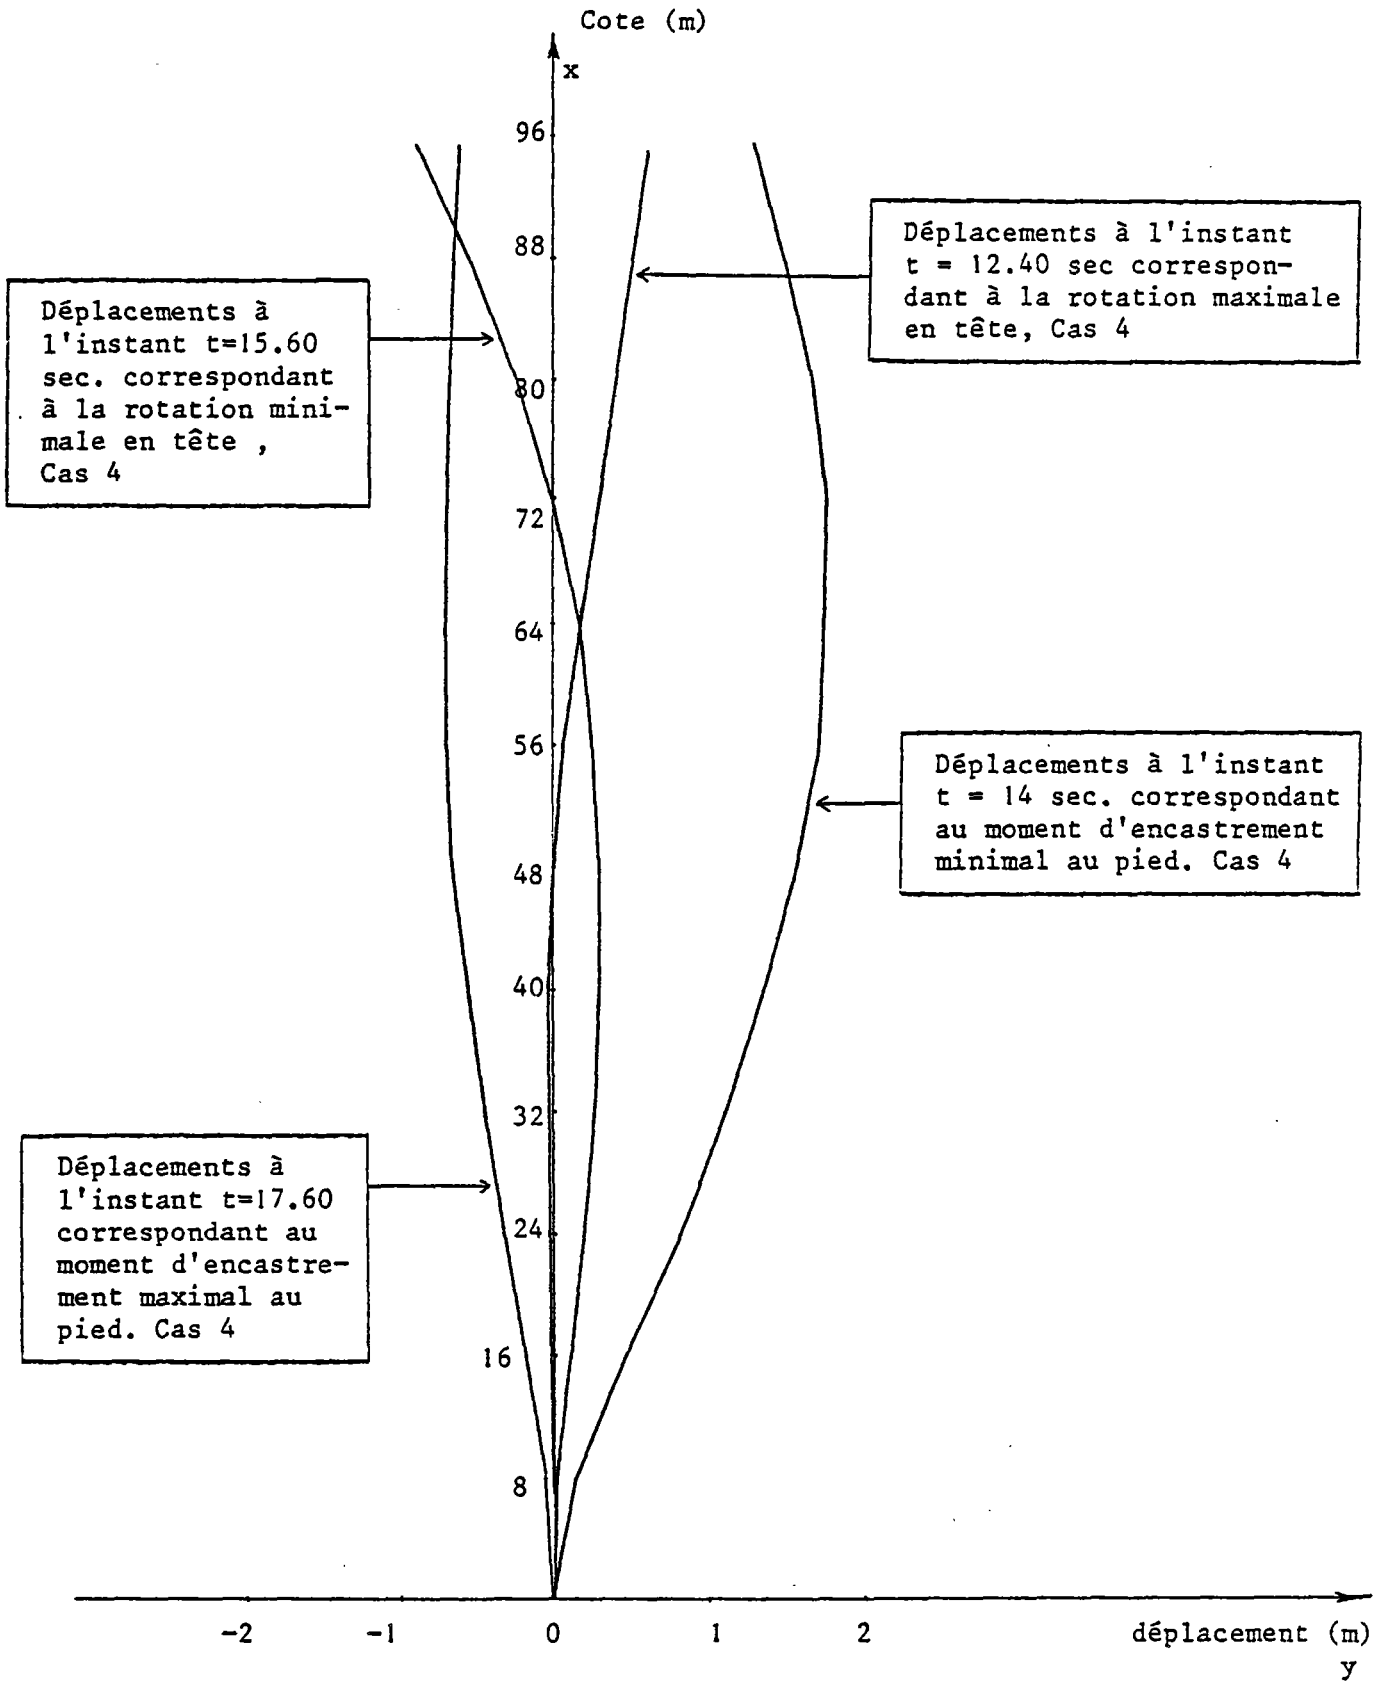 Cote (m)
x
96
88
80
72
64
56
48
40
32
24
16
8
Déplacements à l'instant
t = 12.40 sec correspon-
dant à la rotation maximale
en tête, Cas 4
Déplacements à
l'instant t=15.60
sec. correspondant
à la rotation mini-
male en tête ,
Cas 4
Déplacements à l'instant
t = 14 sec. correspondant
au moment d'encastrement
minimal au pied. Cas 4
Déplacements à
l'instant t=17.60
correspondant au
moment d'encastre-
ment maximal au
pied. Cas 4
-2 -1 0 1 2 déplacement (m)
y